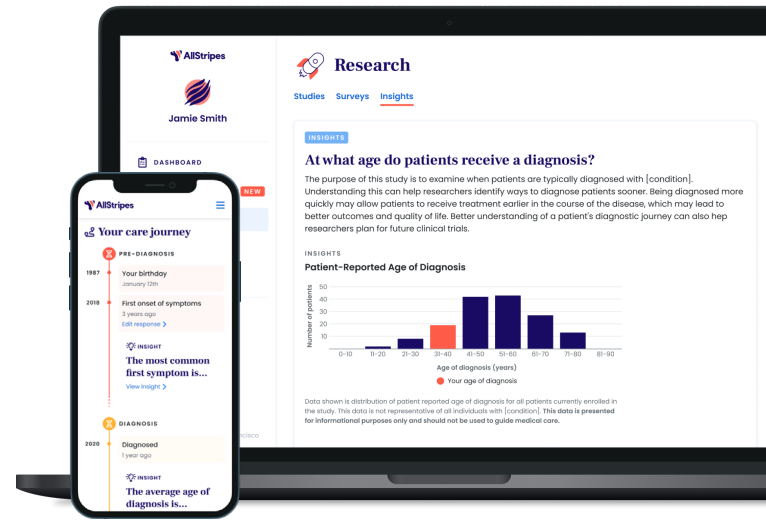 AllStripes
Jamie Smith
DASHBOARD
NEW
Research
Studies Surveys Insights
INSIGHTS
At what age do patients receive a diagnosis?
The purpose of this study is to examine when patients are typically diagnosed with [condition].
Understanding this can help researchers identify ways to diagnose patients sooner. Being diagnosed more
quickly may allow patients to receive treatment earlier in the course of the disease, which may lead to
better outcomes and quality of life. Better understanding of a patient's diagnostic journey can also hep
researchers plan for future clinical trials.
INSIGHTS
Patient-Reported Age of Diagnosis
Number of patients
50
40
30
20
10
0-10 11-20 21-30 31-40 41-50 51-60 61-70 71-80 81-90
Age of diagnosis (years)
Your age of diagnosis
Data shown is distribution of patient reported age of diagnosis for all patients currently enrolled in
the study. This data is not representative of all individuals with [condition]. This data is presented
for informational purposes only and should not be used to guide medical care.
AllStripes
Your care journey
PRE-DIAGNOSIS
1987 Your birthday
January 12th
2018 First onset of symptoms
3 years ago
Edit response >
INSIGHT
The most common
first symptom is...
View Insight >
DIAGNOSIS
2020 Diagnosed
1 year ago
INSIGHT
The average age of
diagnosis is...